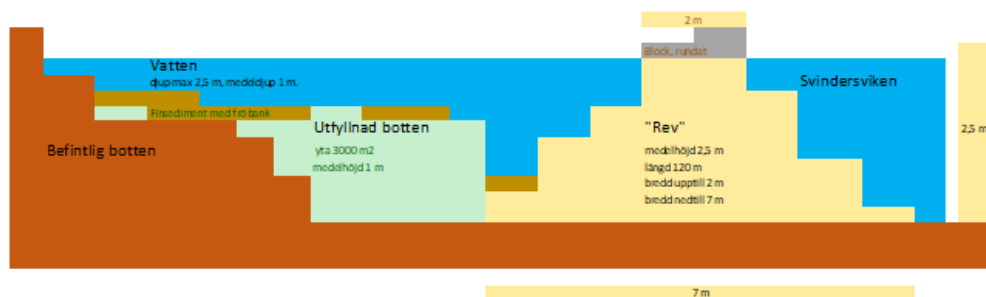 2 m
Block, rundat
Vatten
djup max 2,5 m, medeldjup 1 m.
Svindersviken
Finsediment med fröbank
Utfyllnad botten
"Rev"
2,5 m
Befintlig botten
yta 3000 m2
medelhöjd 1 m
medelhöjd 2,5 m
längd 120 m
bredd upptill 2 m
bredd nedtill 7 m
7 m